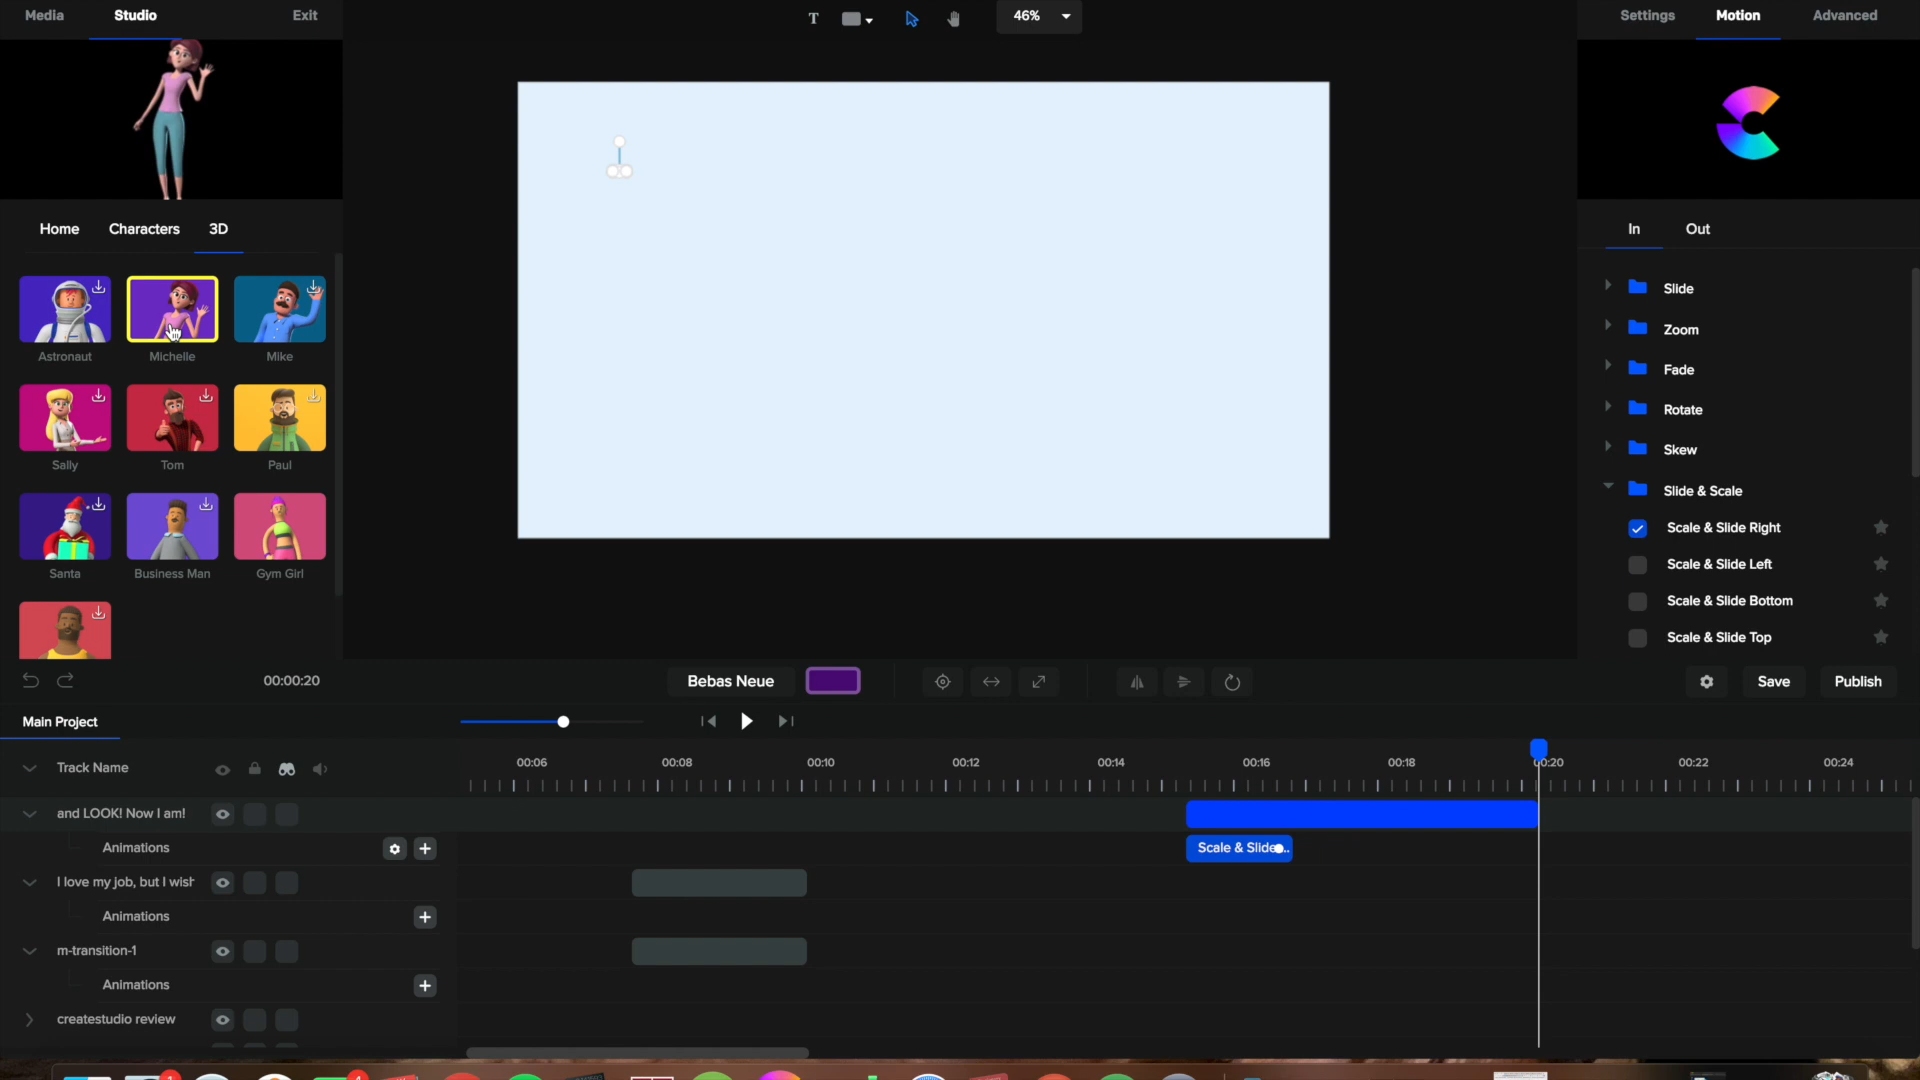 Media Studio Exit
T 46%
Settings Motion Advanced
Home Characters 3D
In Out
Astronaut Michelle Mike
Sally Tom Paul
Santa Business Man Gym Girl
Slide
Zoom
Fade
Rotate
Skew
Slide & Scale
Scale & Slide Right
Scale & Slide Left
Scale & Slide Bottom
Scale & Slide Top
00:00:20
Bebas Neue
Save Publish
Main Project
Track Name
00:06 00:08 00:10 00:12 00:14 00:16 00:18 00:20 00:22 00:24
and LOOK! Now I am!
Animations
Scale & Slide..
I love my job, but I wish
Animations
m-transition-1
Animations
createstudio review